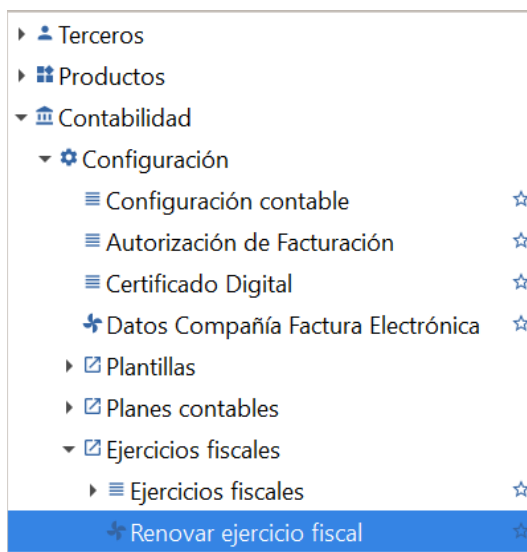 Terceros
Productos
Contabilidad
Configuración
Configuración contable
Autorización de Facturación
Certificado Digital
Datos Compañía Factura Electrónica
Plantillas
Planes contables
Ejercicios fiscales
Ejercicios fiscales
Renovar ejercicio fiscal